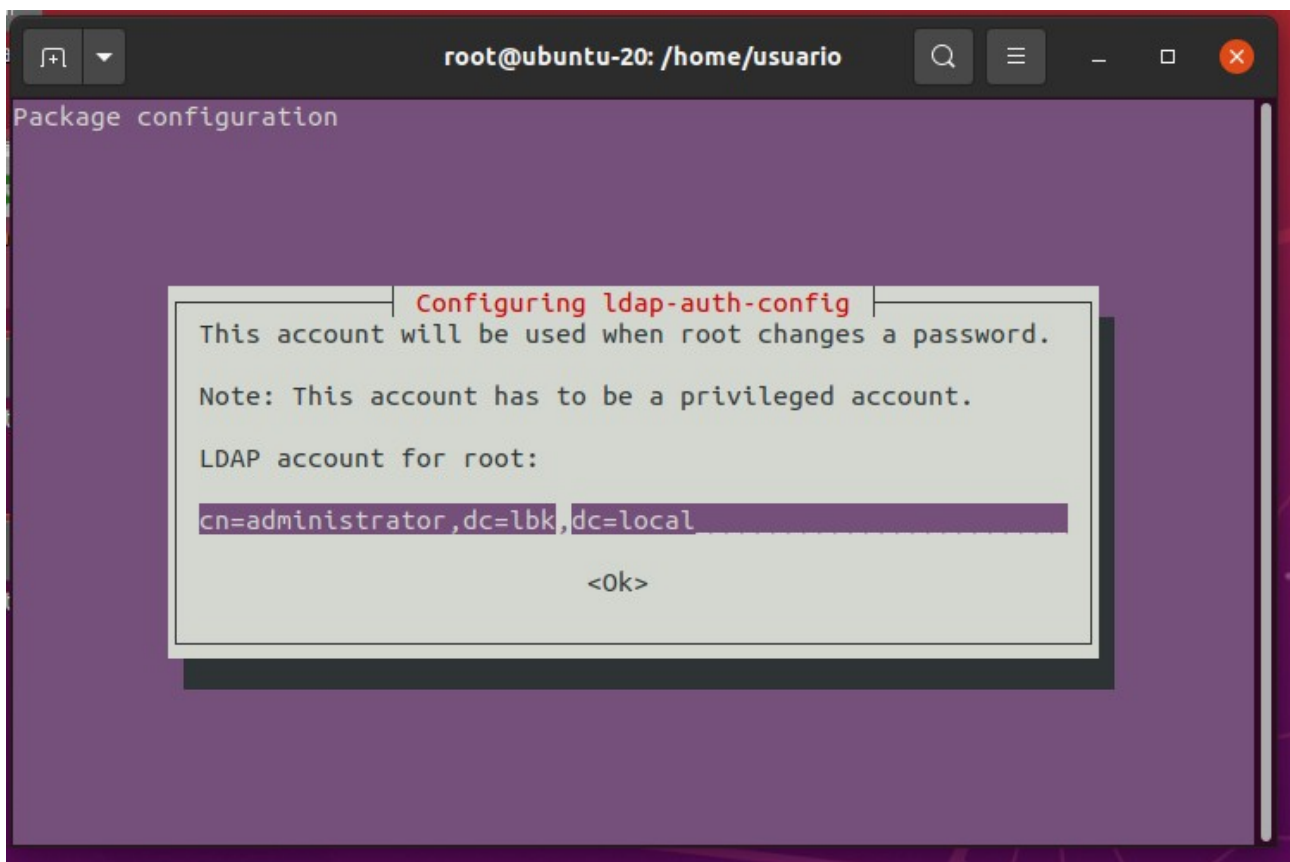 root@ubuntu-20: /home/usuario
Package configuration
Configuring ldap-auth-config
This account will be used when root changes a password.
Note: This account has to be a privileged account.
LDAP account for root:
cn=administrator,dc=lbk,dc=local
<Ok>